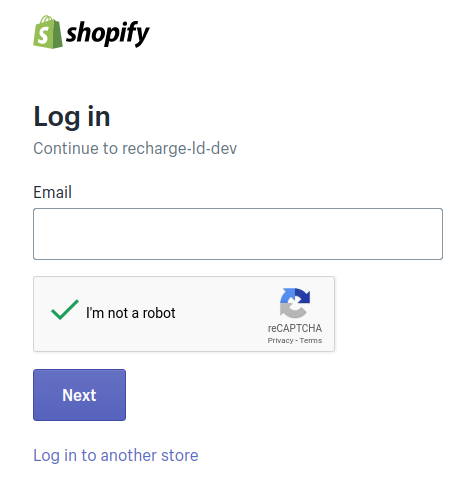 shopify
Log in
Continue to recharge-ld-dev
Email
I'm not a robot
reCAPTCHA
Privacy - Terms
Next
Log in to another store